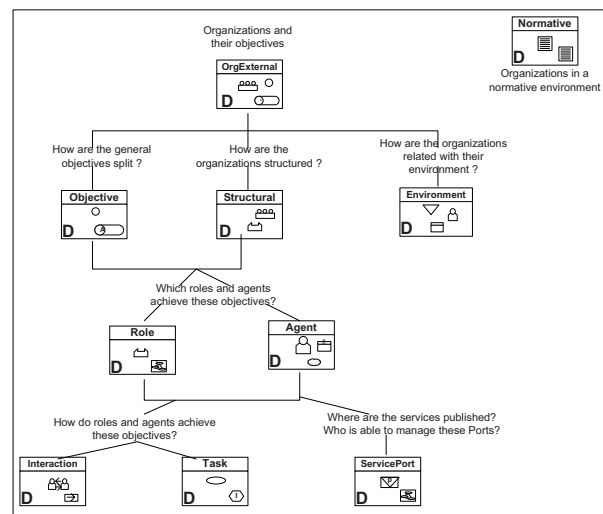 Organizations and
their objectives
OrgExternal
D
Normative
D
Organizations in a
normative environment
How are the general
objectives split ?
How are the
organizations structured ?
How are the organizations
related with their
environment ?
Objective
A
D
Structural
D
Environment
D
Which roles and agents
achieve these objectives?
Role
D
Agent
D
How do roles and agents achieve
these objectives?
Where are the services published?
Who is able to manage these Ports?
Interaction
D
Task
I
D
ServicePort
P
D